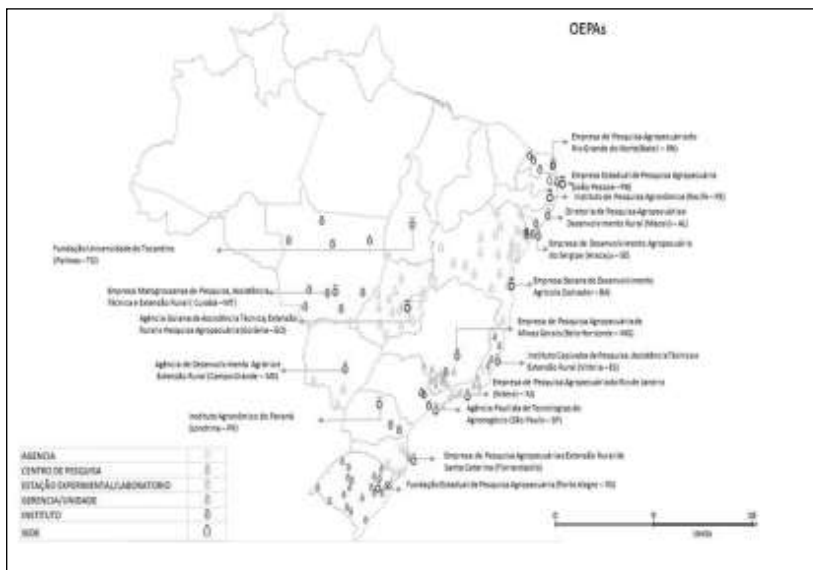 OEPAs
Empresa de Pesquisa Agropecuária do
Rio Grande do Norte(Natal) – RN
Empresa Estadual de Pesquisa Agropecuária
(João Pessoa – PB)
Instituto de Pesquisa Agronômica (Recife – PE)
Diretoria de Pesquisa Agropecuária e
Desenvolvimento Rural (Maceió – AL)
Empresa de Desenvolvimento Agropecuário
do Sergipe (Aracaju – SE)
Fundação Universidade do Tocantins
(Palmas – TO)
Empresa Baiana de Desenvolvimento
Agrícola (Salvador – BA)
Empresa Matogrossense de Pesquisa, Assistência
Técnica e Extensão Rural ( Cuiabá – MT)
Agência Goiana de Assistência Técnica, Extensão
Rural e Pesquisa Agropecuária (Goiânia – GO)
Empresa de Pesquisa Agropecuária de
Minas Gerais (Belo Horizonte – MG)
Instituto Capixaba de Pesquisa, Assistência Técnica e
Extensão Rural (Vitória – ES)
Agência de Desenvolvimento Agrário e
Extensão Rural (Campo Grande – MS)
Empresa de Pesquisa Agropecuária do Rio de Janeiro
(Niterói – RJ)
Agência Paulista de Tecnologia do
Agronegócio (São Paulo – SP)
Instituto Agronômico do Paraná
(Londrina – PR)
Empresa de Pesquisa Agropecuária e Extensão Rural de
Santa Catarina (Florianópolis)
Fundação Estadual de Pesquisa Agropecuária (Porto Alegre – RS)
AGENCIA
CENTRO DE PESQUISA
ESTAÇÃO EXPERIMENTAL/LABORATORIO
GERENCIA/UNIDADE
INSTITUTO
SEDE
0